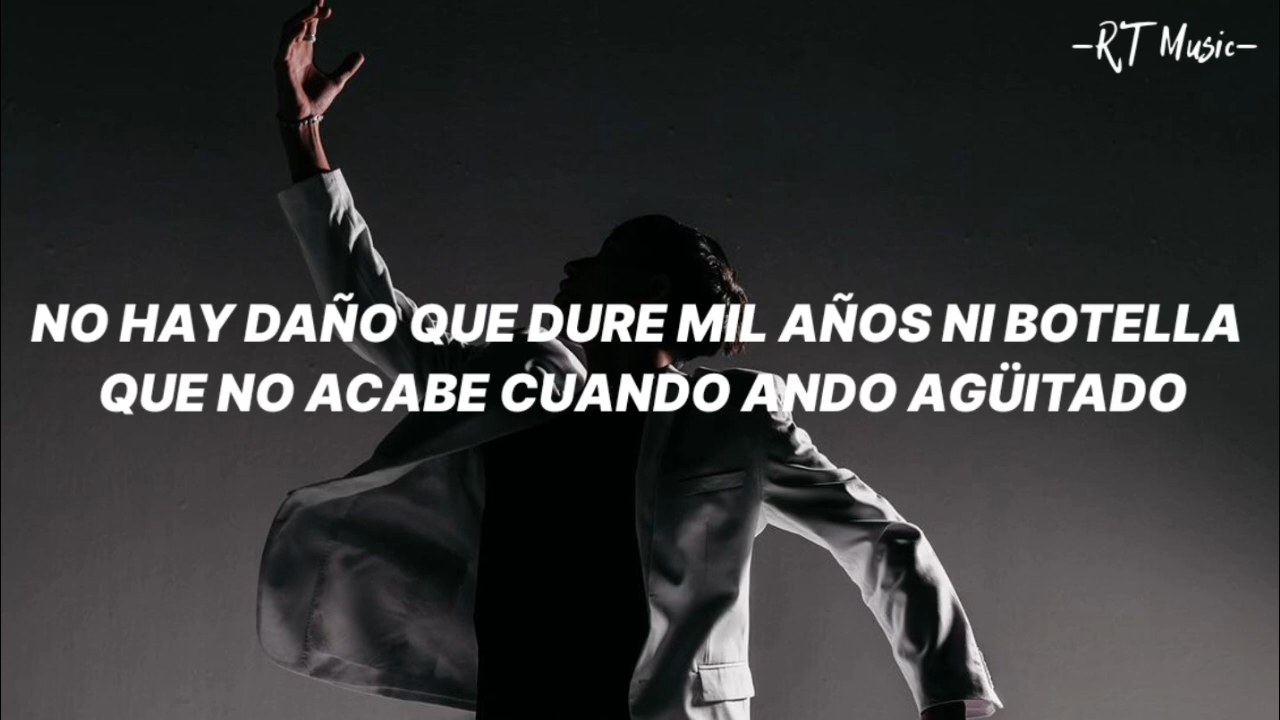 -RT Music-
NO HAY DAÑO QUE DURE MIL AÑOS NI BOTELLA
QUE NO ACABE CUANDO ANDO AGÜITADO